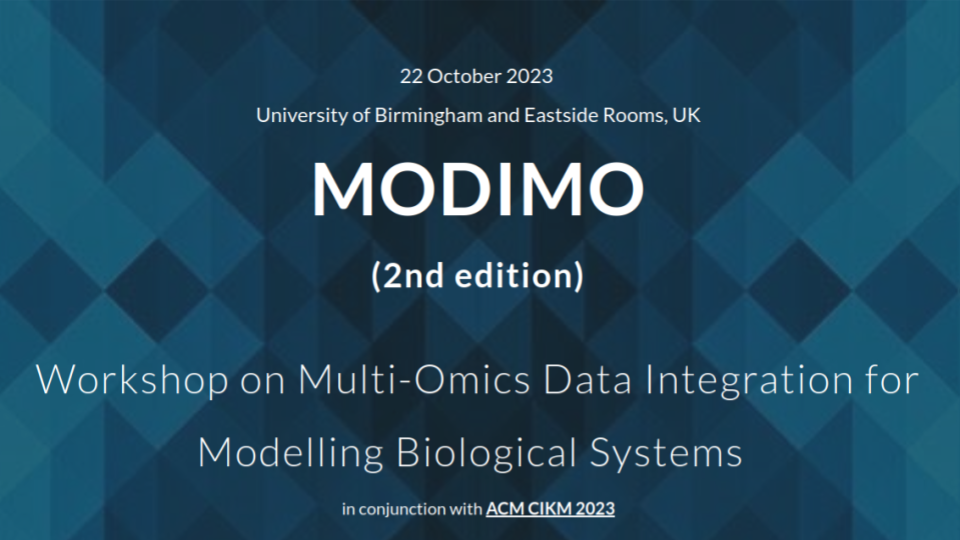 22 October 2023
University of Birmingham and Eastside Rooms, UK
MODIMO
(2nd edition)
Workshop on Multi-Omics Data Integration for
Modelling Biological Systems
in conjunction with ACM CIKM 2023